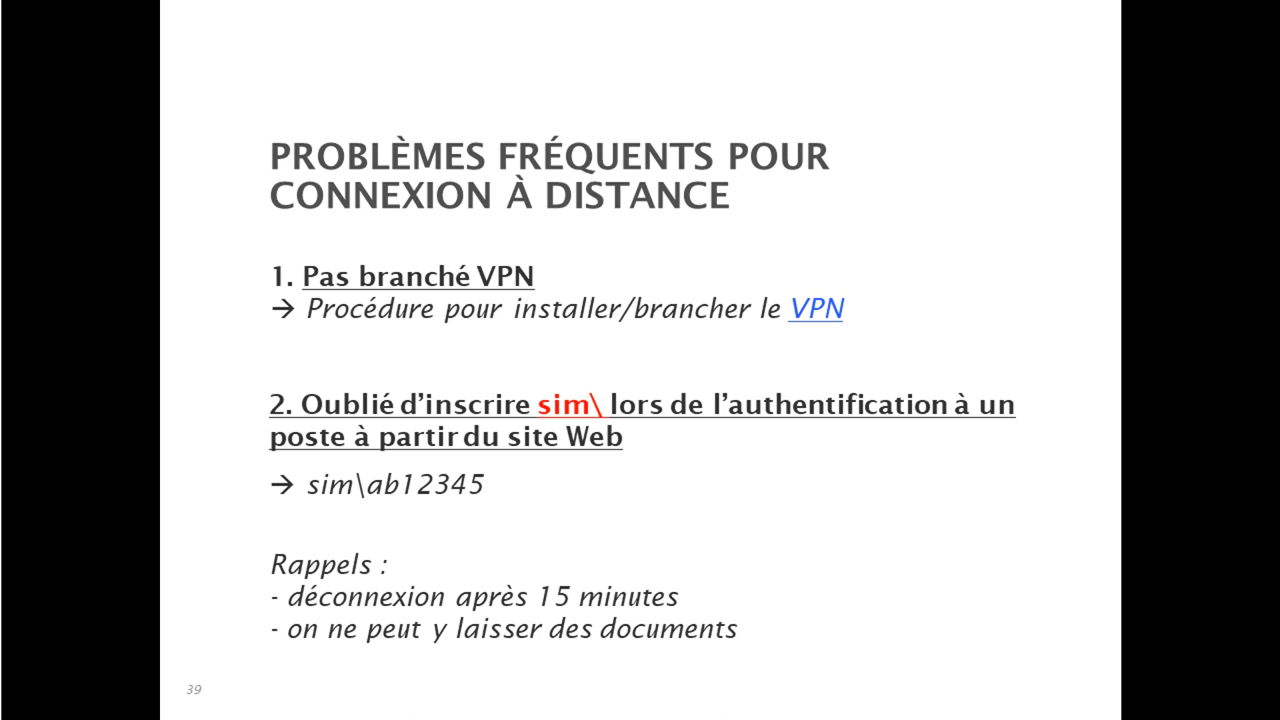 PROBLÈMES FRÉQUENTS POUR
CONNEXION À DISTANCE
1. Pas branché VPN
→ Procédure pour installer/brancher le VPN
2. Oublié d’inscrire sim\ lors de l’authentification à un
poste à partir du site Web
→ sim\ab12345
Rappels :
- déconnexion après 15 minutes
- on ne peut y laisser des documents
39